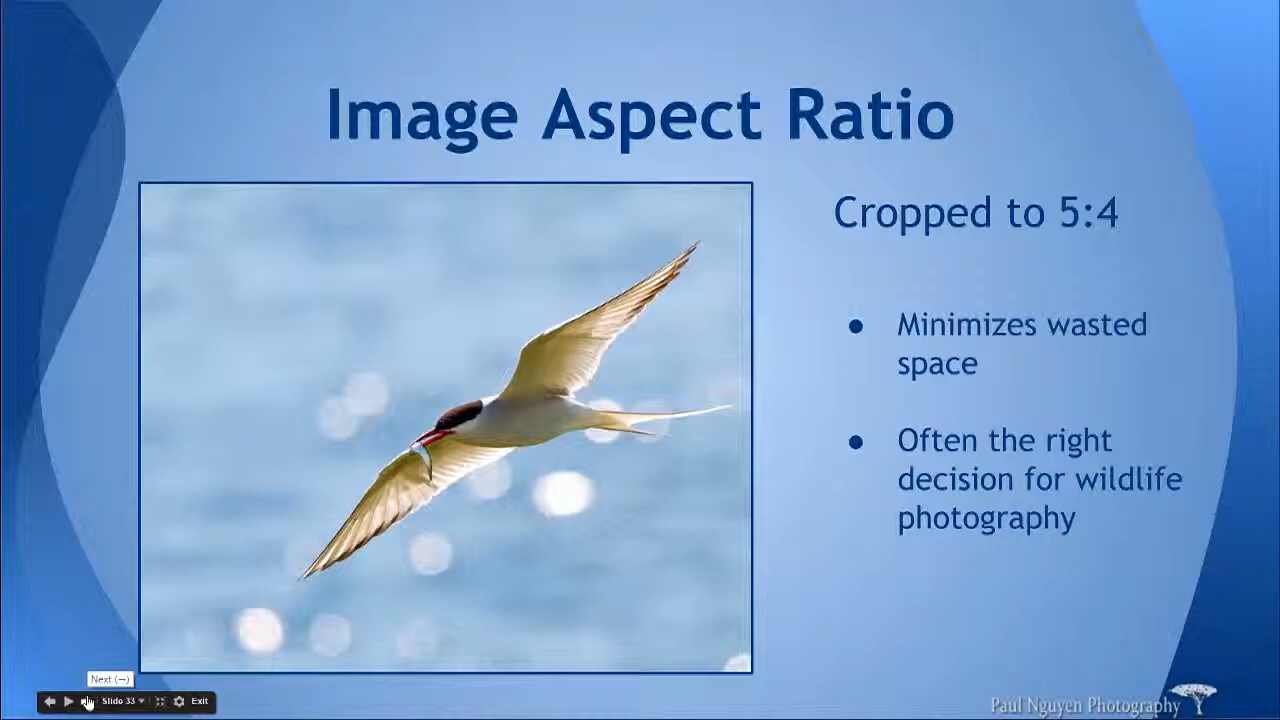 Image Aspect Ratio
Cropped to 5:4
● Minimizes wasted
space
● Often the right
decision for wildlife
photography
Next (→)
Slide 33
Exit
Paul Nguyen Photography